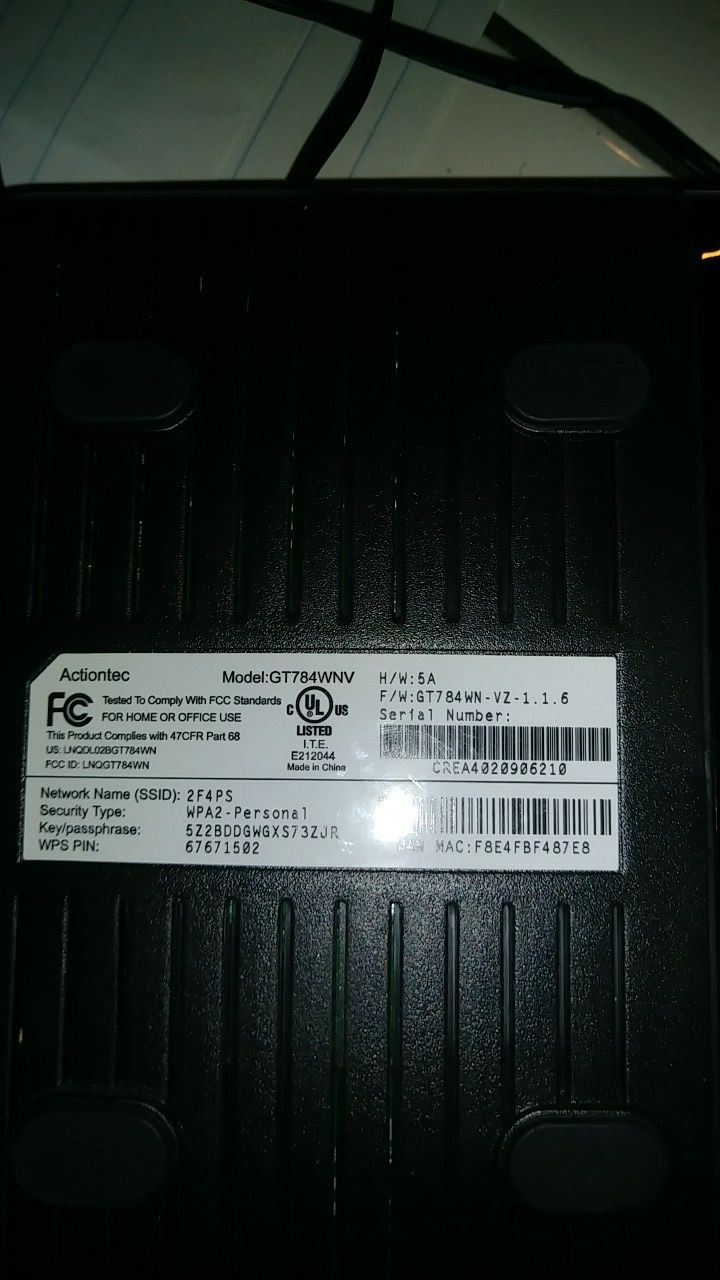 Actiontec Model:GT784WNV
FC Tested To Comply With FCC Standards
FOR HOME OR OFFICE USE
This Product Complies with 47CFR Part 68
US: LNQDL02BGT784WN
FCC ID: LNQGT784WN
C UL US
LISTED
I.T.E.
E212044
Made in China
H/W:5A
F/W:GT784WN-VZ-1.1.6
Serial Number:
CREA4020906210
Network Name (SSID): 2F4PS
Security Type: WPA2-Personal
Key/passphrase: 5Z2BDDGWGXS73ZJR
WPS PIN: 67671502
MAC:F8E4FBF487E8